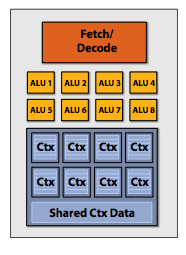 Fetch/
Decode
ALU 1 ALU 2 ALU 3 ALU 4
ALU 5 ALU 6 ALU 7 ALU 8
Ctx Ctx Ctx Ctx
Ctx Ctx Ctx Ctx
Shared Ctx Data